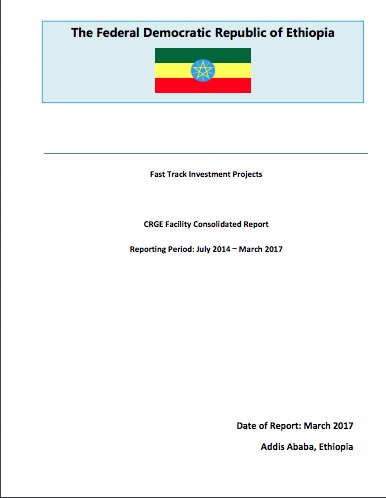 The Federal Democratic Republic of Ethiopia
Fast Track Investment Projects
CRGE Facility Consolidated Report
Reporting Period: July 2014 – March 2017
Date of Report: March 2017
Addis Ababa, Ethiopia